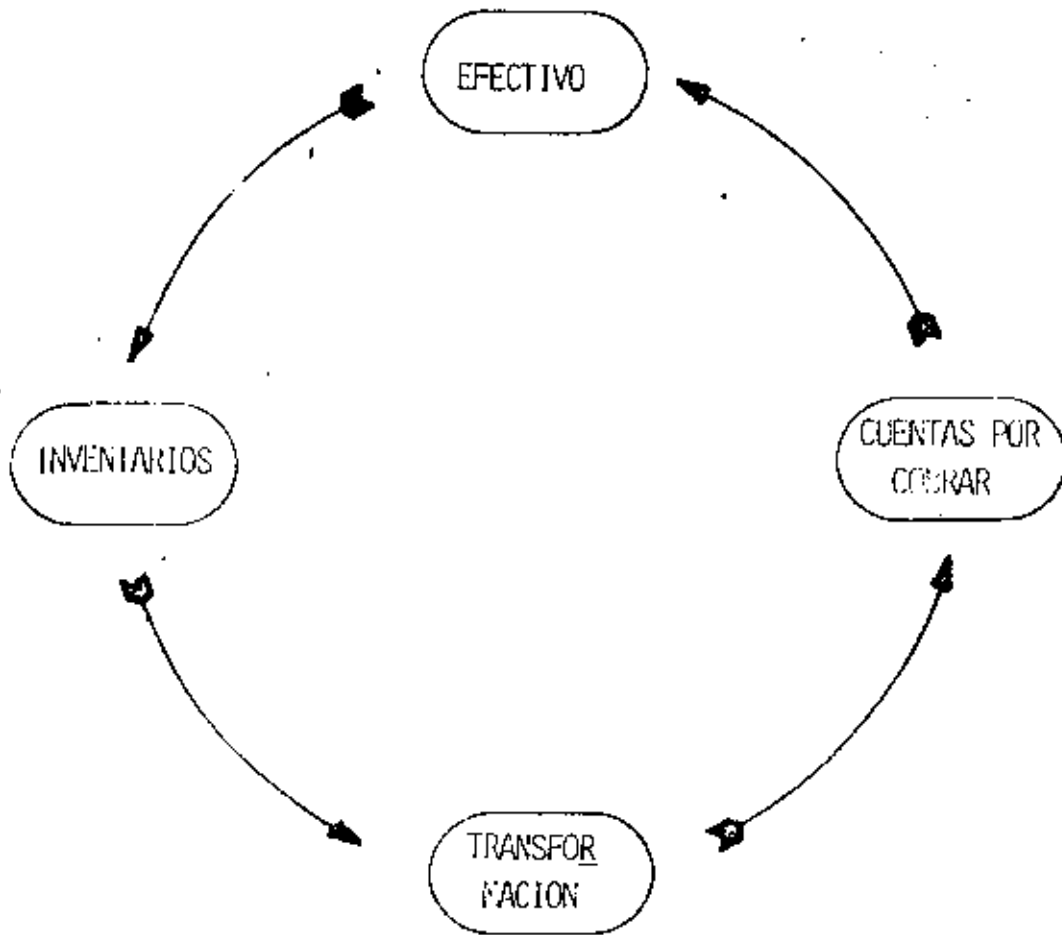 EFECTIVO
INVENTARIOS
CUENTAS POR
COBRAR
TRANSFOR
MACION